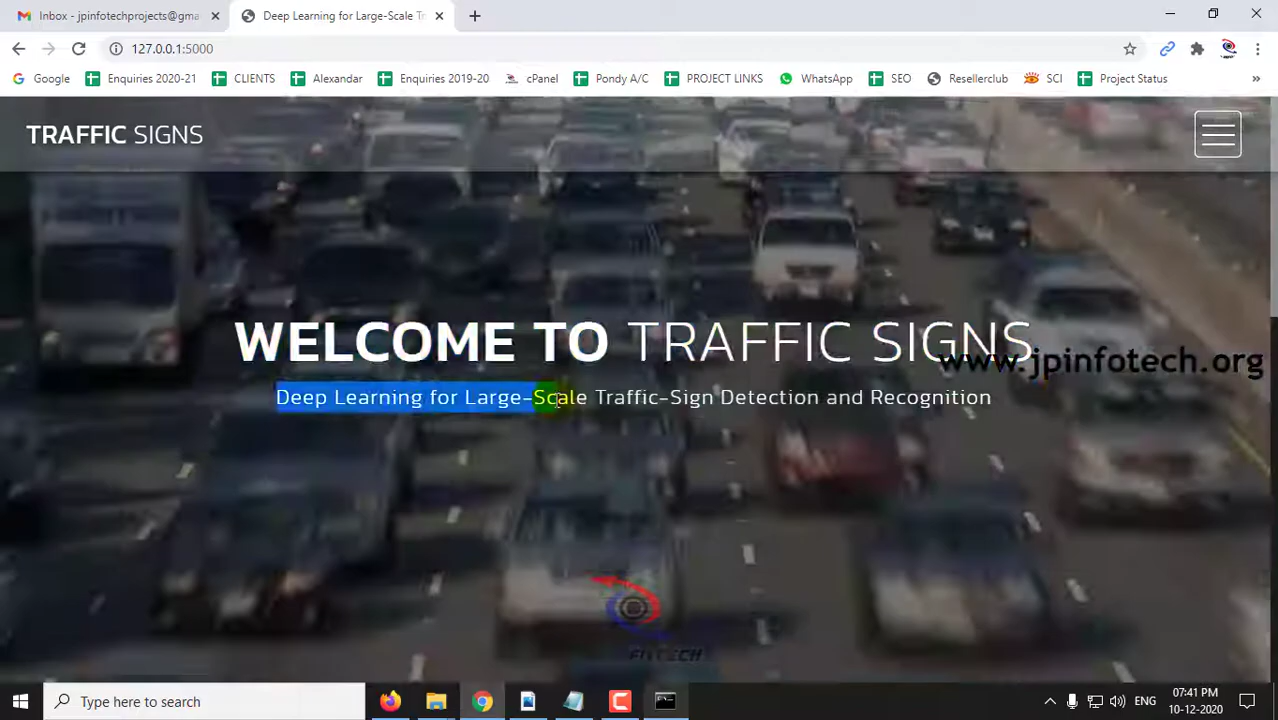 Inbox - jpinfotechprojects@gma
Deep Learning for Large-Scale Tr
127.0.0.1:5000
Google
Enquiries 2020-21
CLIENTS
Alexandar
Enquiries 2019-20
cPanel
Pondy A/C
PROJECT LINKS
WhatsApp
SEO
Resellerclub
SCI
Project Status
TRAFFIC SIGNS
WELCOME TO TRAFFIC SIGNS
www.jpinfotech.org
Deep Learning for Large-Scale Traffic-Sign Detection and Recognition
Type here to search
ENG
07:41 PM
10-12-2020